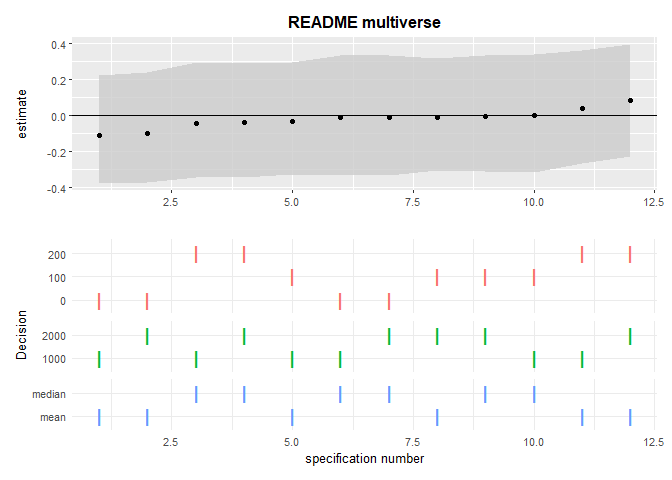 README multiverse
estimate
0.4
0.2
0.0
-0.2
-0.4
2.5 5.0 7.5 10.0 12.5
Decision
200
100
0
2000
1000
median
mean
2.5 5.0 7.5 10.0 12.5
specification number